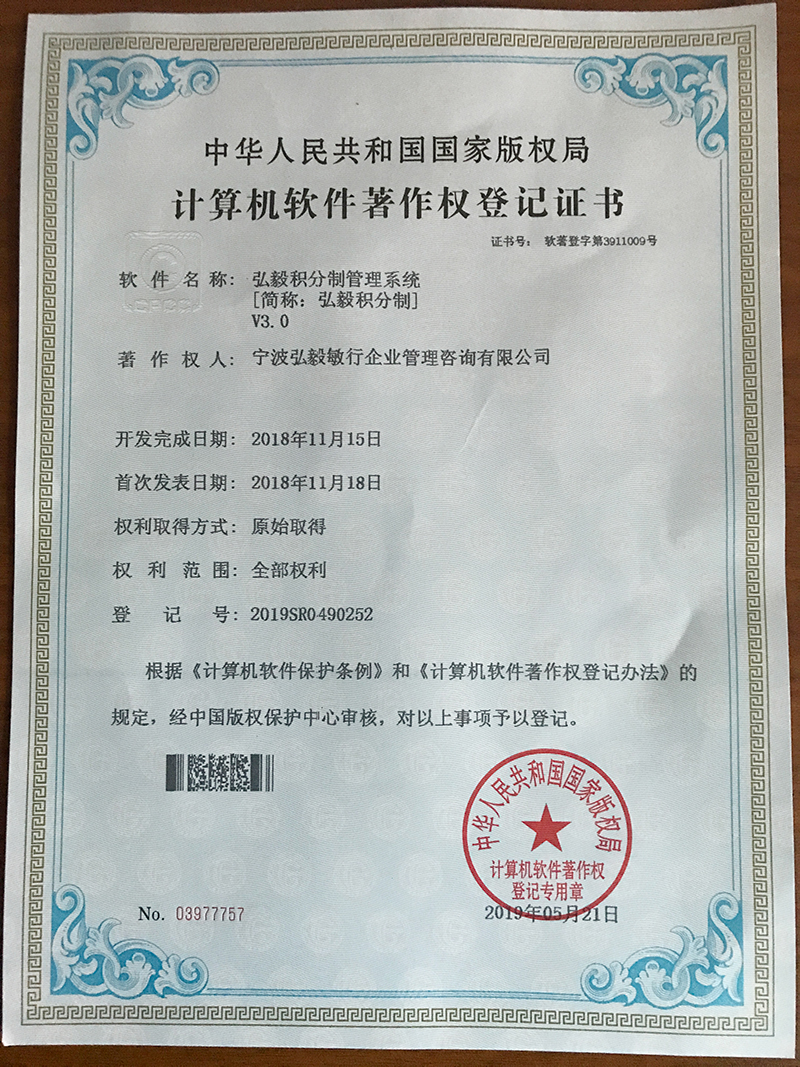 中华人民共和国国家版权局
计算机软件著作权登记证书
证书号： 软著登字第3911009号
CPCC
软件名称： 弘毅积分制管理系统
[简称：弘毅积分制]
V3.0
著作权人： 宁波弘毅敏行企业管理咨询有限公司
开发完成日期： 2018年11月15日
首次发表日期： 2018年11月18日
权利取得方式： 原始取得
权利范围： 全部权利
登记号： 2019SR0490252
根据《计算机软件保护条例》和《计算机软件著作权登记办法》的
规定，经中国版权保护中心审核，对以上事项予以登记。
中华人民共和国国家版权局
计算机软件著作权
登记专用章
No. 03977757
2019年05月21日